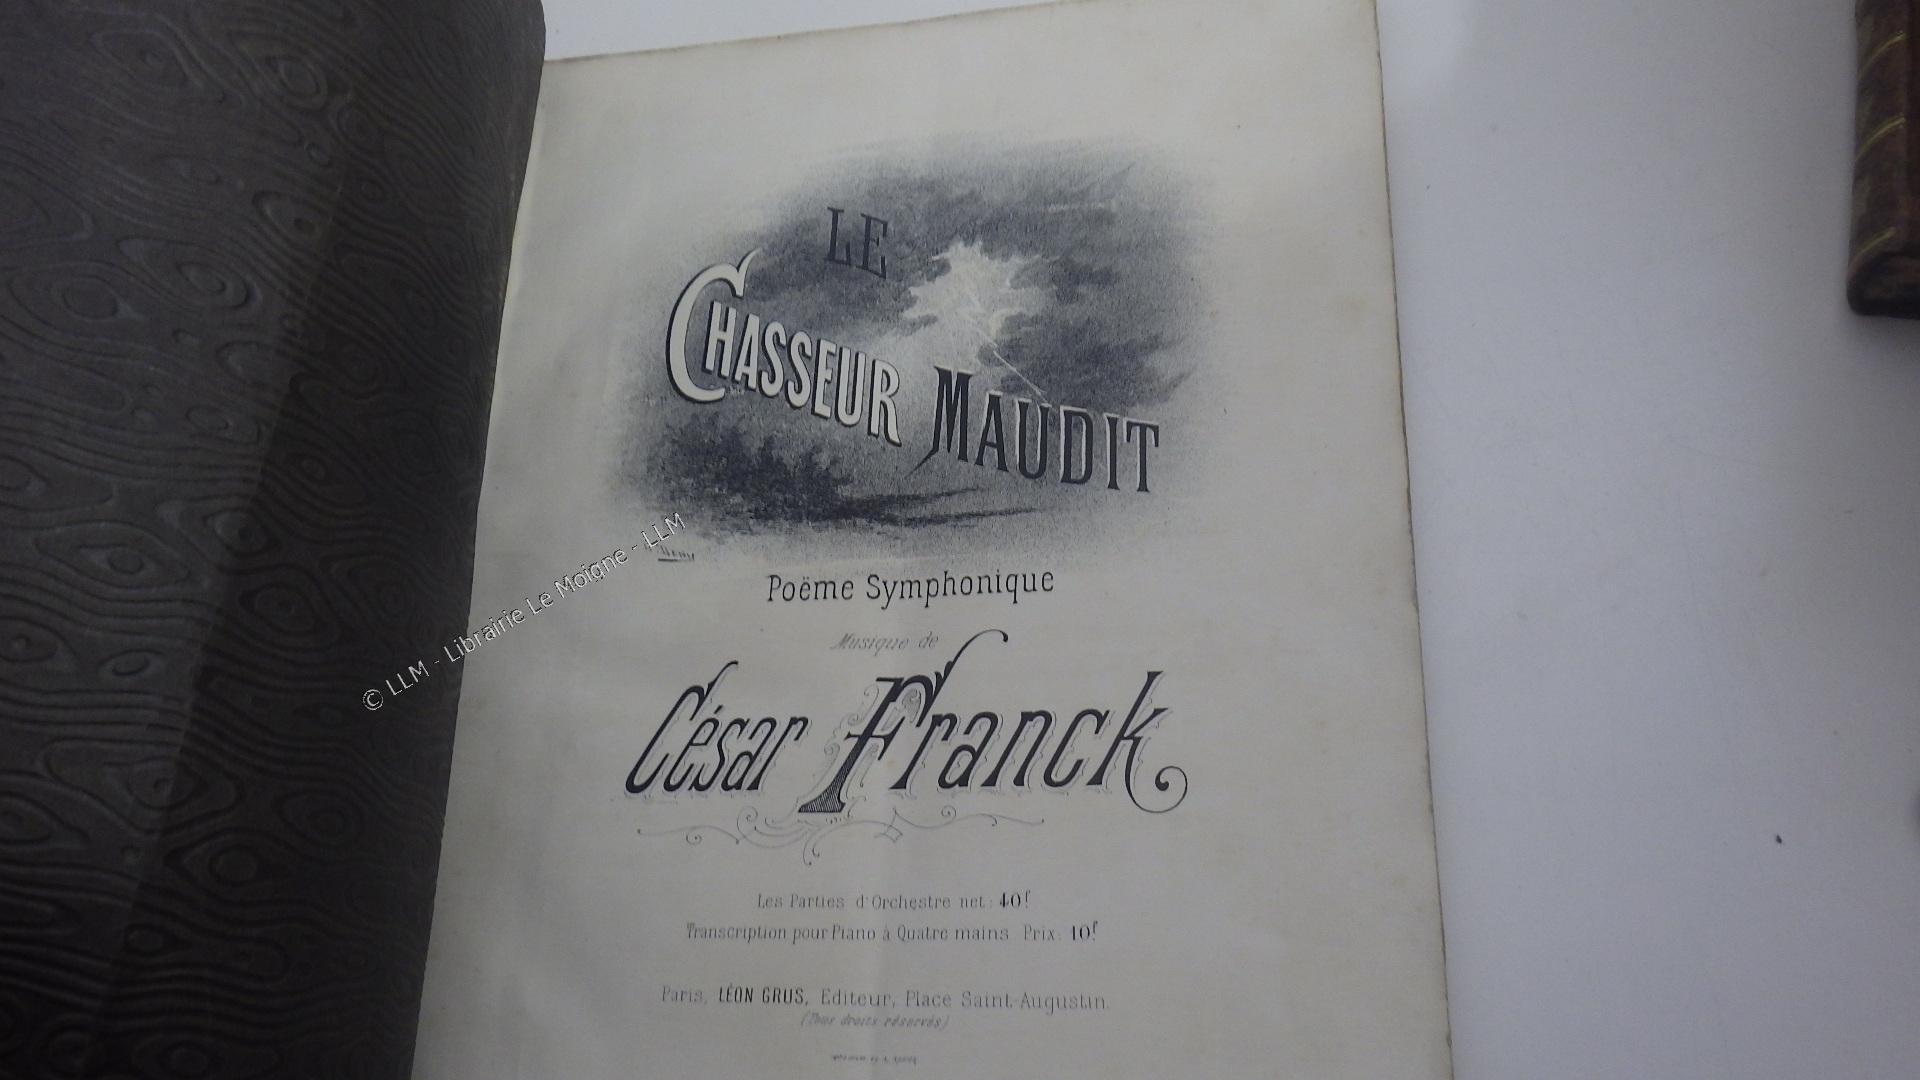 LE
CHASSEUR MAUDIT
Poëme Symphonique
Musique de
César Franck
Les Parties d'Orchestre net: 40f
Transcription pour Piano à Quatre mains Prix: 10f
Paris, LÉON GRUS, Editeur, Place Saint-Augustin.
(Tous droits réservés)
© LLM - Librairie Le Moigne - LLM